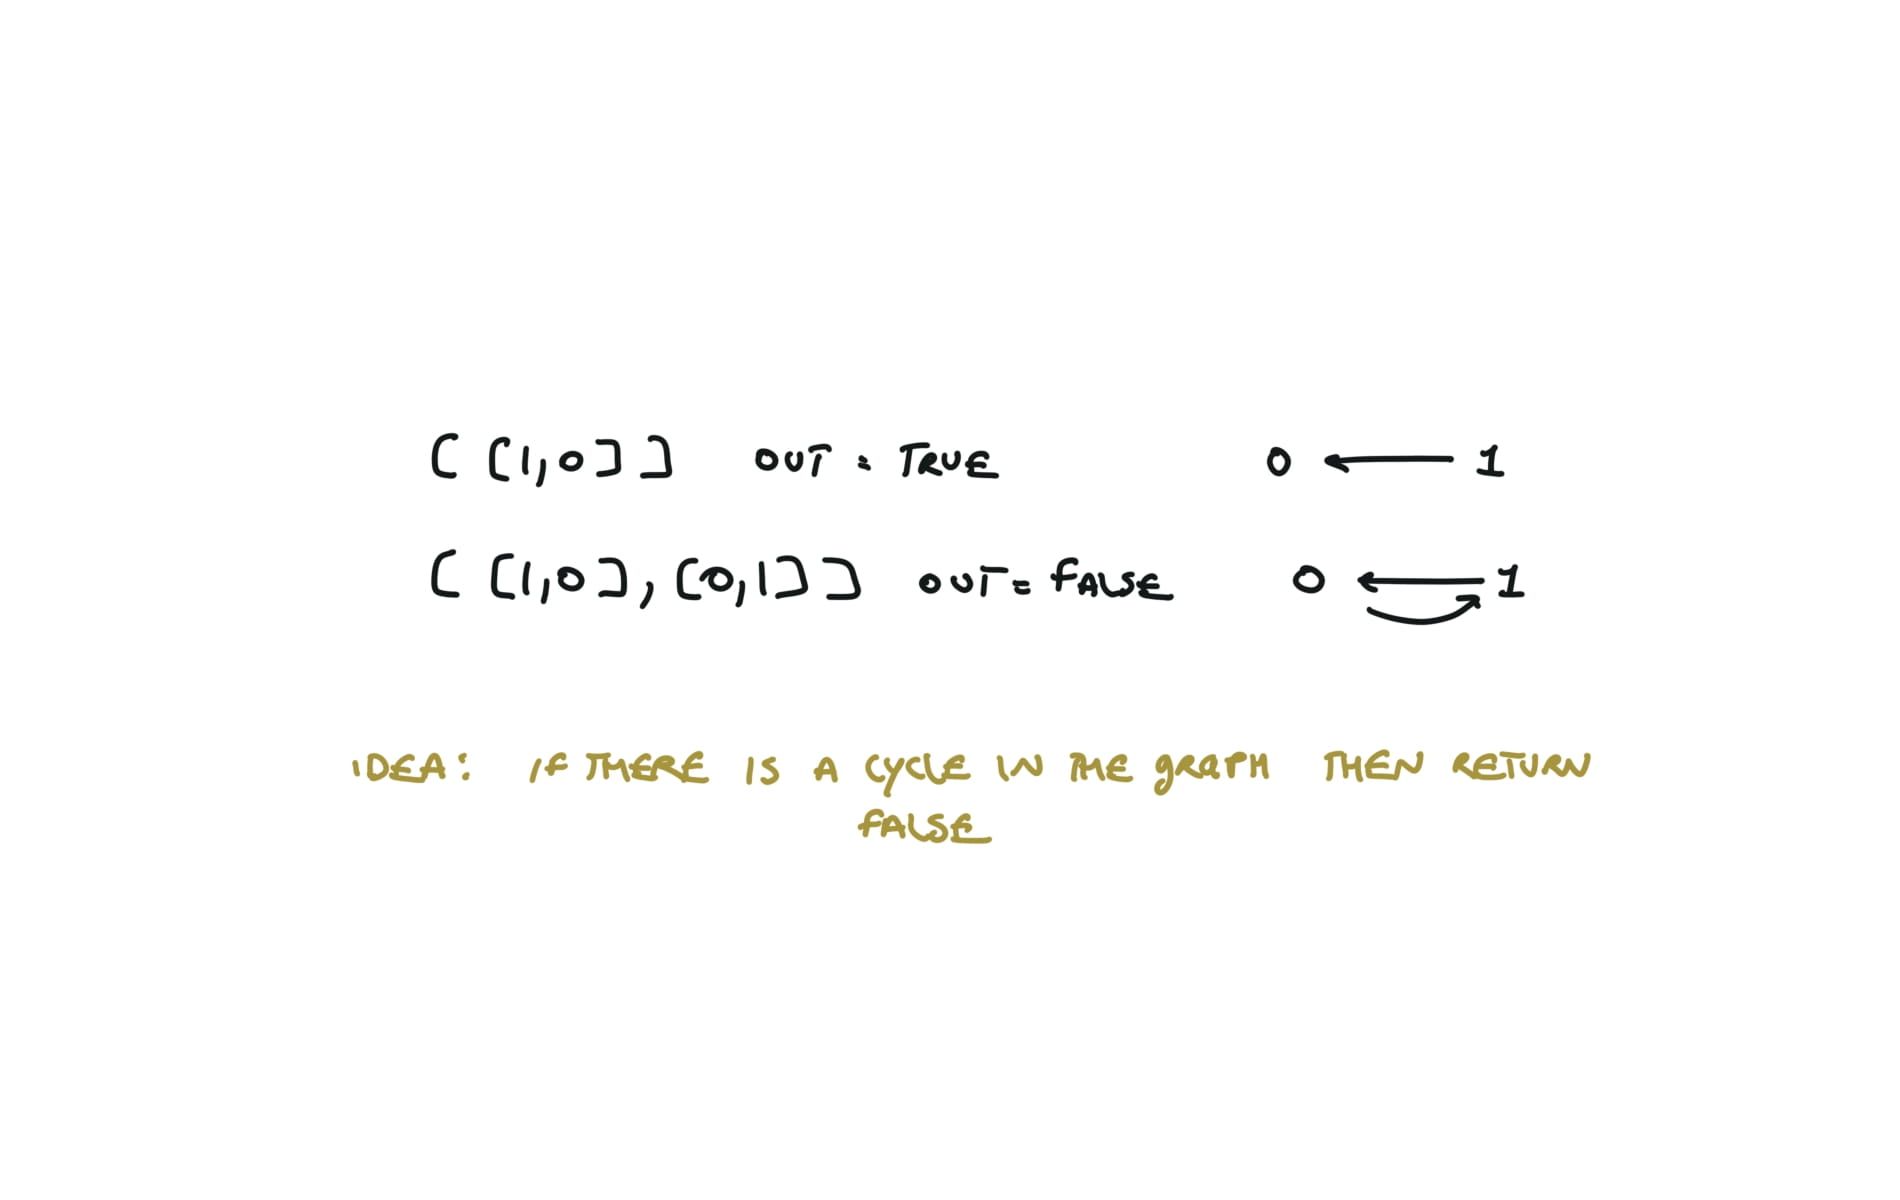 [[1,0]] OUT = TRUE 0 ← 1
[[1,0],[0,1]] OUT = FALSE 0 ← 1
IDEA: IF THERE IS A CYCLE IN THE GRAPH THEN RETURN
FALSE